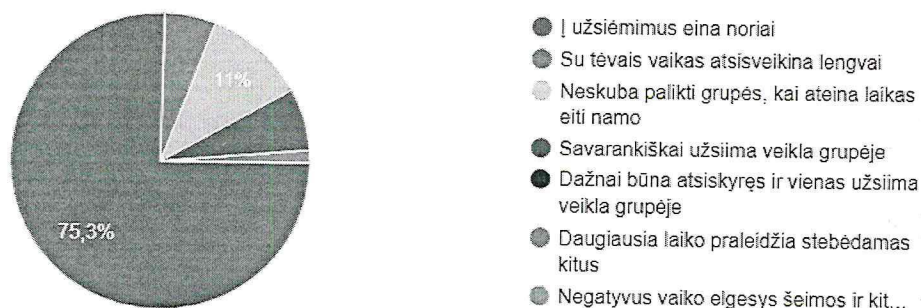 11%
75,3%
Į užsiėmimus eina noriai
Su tėvais vaikas atsisveikina lengvai
Neskuba palikti grupės, kai ateina laikas
eiti namo
Savarankiškai užsiima veikla grupėje
Dažnai būna atsiskyręs ir vienas užsiima
veikla grupėje
Daugiausia laiko praleidžia stebėdamas
kitus
Negatyvus vaiko elgesys šeimos ir kit...